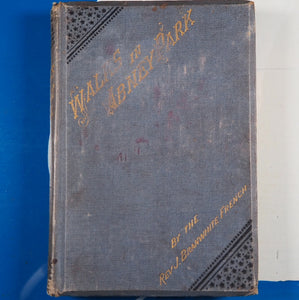 WALKS IN
ABNEY PARK
BY THE
REV. J. BRANWHITE FRENCH.